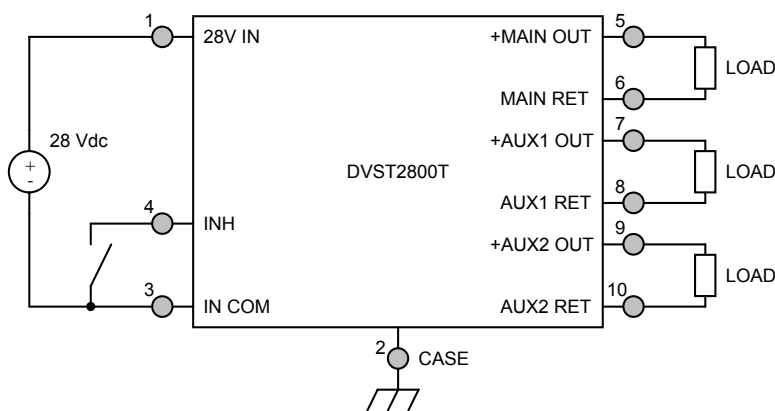 1 28V IN +MAIN OUT 5
LOAD
MAIN RET 6
28 Vdc
+
-
+AUX1 OUT 7
DVST2800T
LOAD
AUX1 RET 8
4 INH
+AUX2 OUT 9
LOAD
3 IN COM
AUX2 RET 10
2 CASE